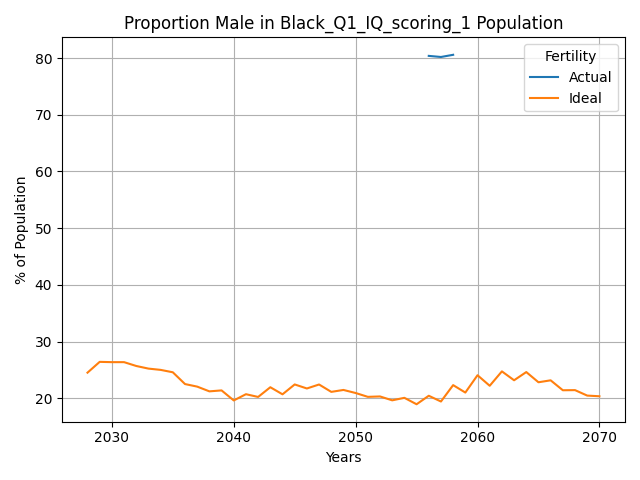 Proportion Male in Black_Q1_IQ_scoring_1 Population
Fertility
Actual
Ideal
% of Population
80
70
60
50
40
30
20
2030 2040 2050 2060 2070
Years